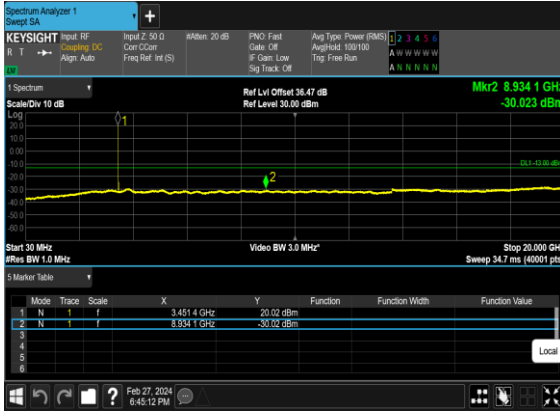 Spectrum Analyzer 1
Swept SA
KEYSIGHT
R T
Input: RF
Coupling: DC
Align: Auto
Input Z: 50 Ω
Corr CCorr
Freq Ref: Int (S)
#Atten: 20 dB
PNO: Fast
Gate: Off
IF Gain: Low
Sig Track: Off
Avg Type: Power (RMS)
Avg|Hold: 100/100
Trig: Free Run
1 2 3 4 5 6
A W W W W W
A N N N N N
1 Spectrum
Scale/Div 10 dB
Ref Lvl Offset 36.47 dB
Ref Level 30.00 dBm
Mkr2 8.934 1 GHz
-30.023 dBm
Log
20.0
10.0
0.00
-10.0
-20.0
-30.0
-40.0
-50.0
-60.0
1
2
DL1 -13.00 dBm
Start 30 MHz
#Res BW 1.0 MHz
Video BW 3.0 MHz*
Stop 20.000 GHz
Sweep 34.7 ms (40001 pts)
5 Marker Table
Mode Trace Scale X Y Function Function Width Function Value
1 N 1 f 3.451 4 GHz 20.02 dBm
2 N 1 f 8.934 1 GHz -30.02 dBm
3
4
5
6
Local
?
Feb 27, 2024
6:45:12 PM